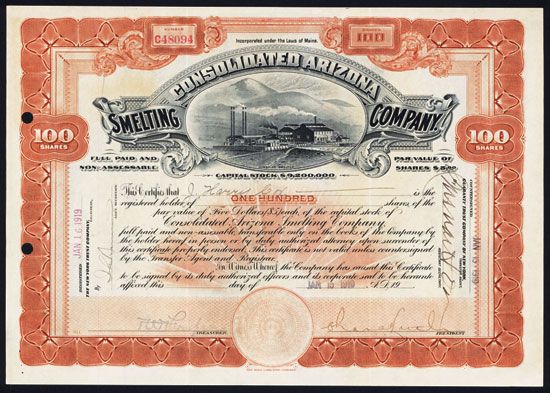 NUMBER
C48094
Incorporated under the Laws of Maine.
100
CONSOLIDATED ARIZONA
SMELTING COMPANY
100 SHARES
100 SHARES
FULL PAID AND NON-ASSESSABLE
PAR VALUE OF SHARES $5.00
CAPITAL STOCK $9,200,000
This Certifies that J. Harry is the
registered holder of ONE HUNDRED shares of the
par value of Five Dollars ($5) each, of the capital stock of
Consolidated Arizona Smelting Company,
full paid and non-assessable transferable only on the books of the Company by
the holder hereof in person or by duly authorized attorney upon surrender of
this certificate properly endorsed. This certificate is not valid unless countersigned
by the Transfer Agent and Registrar.
In Witness Whereof the Company has caused this Certificate
to be signed by its duly authorized officers and its corporate seal to be hereunto
affixed this day of JAN 15 1919 A.D. 19
TREASURER
PRESIDENT
JAN 16 1919
THE NEW YORK TRUST COMPANY,
GUARANTY TRUST COMPANY OF NEW YORK,